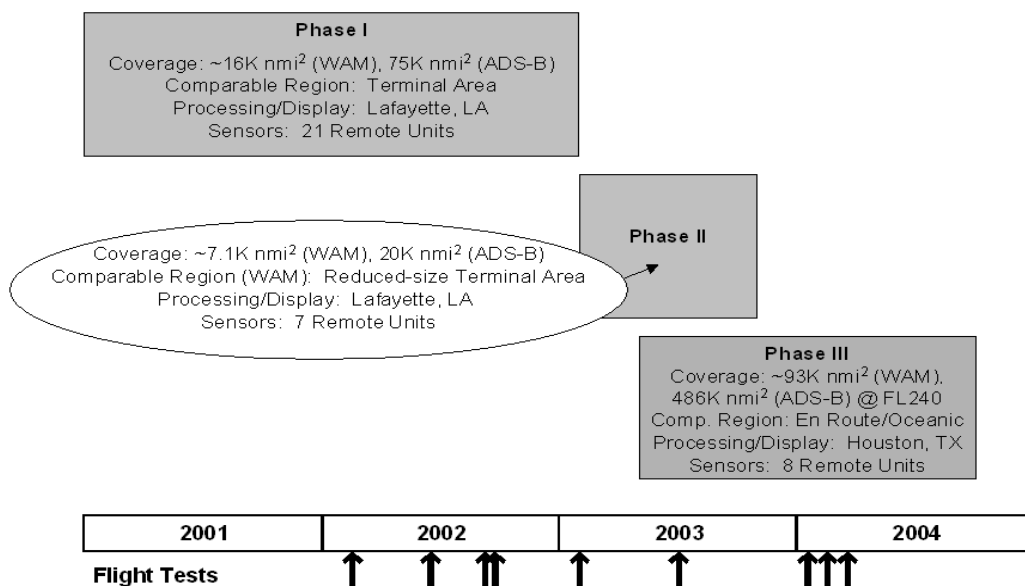 Phase I
Coverage: ~16K nmi² (WAM), 75K nmi² (ADS-B)
Comparable Region: Terminal Area
Processing/Display: Lafayette, LA
Sensors: 21 Remote Units
Phase II
Coverage: ~7.1K nmi² (WAM), 20K nmi² (ADS-B)
Comparable Region (WAM): Reduced-size Terminal Area
Processing/Display: Lafayette, LA
Sensors: 7 Remote Units
Phase III
Coverage: ~93K nmi² (WAM),
486K nmi² (ADS-B) @ FL240
Comp. Region: En Route/Oceanic
Processing/Display: Houston, TX
Sensors: 8 Remote Units
2001 2002 2003 2004
Flight Tests